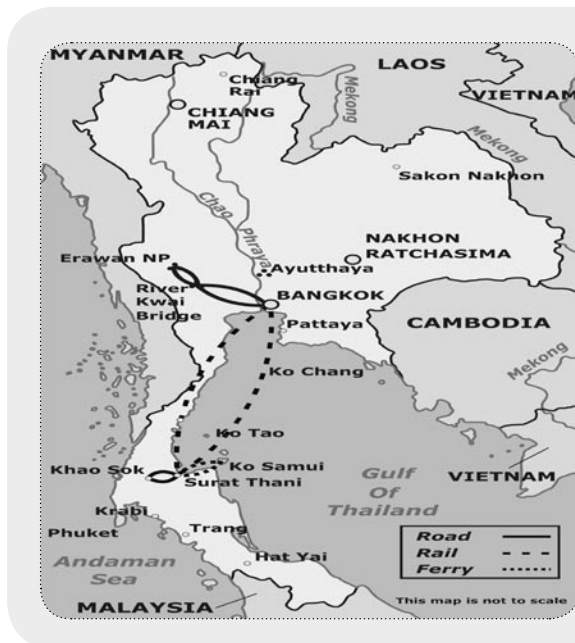 MYANMAR
LAOS
VIETNAM
Chiang
Rai
Mekong
CHIANG
MAI
Mekong
Sakon Nakhon
Chao
Phraya
NAKHON
RATCHASIMA
Erawan NP
Ayutthaya
River
Kwai
Bridge
BANGKOK
Pattaya
CAMBODIA
Mekong
Ko Chang
Ko Tao
Khao Sok
Ko Samui
Surat Thani
Gulf
Of
Thailand
VIETNAM
Krabi
Phuket
Trang
Hat Yai
Andaman
Sea
Road
Rail
Ferry
MALAYSIA
This map is not to scale